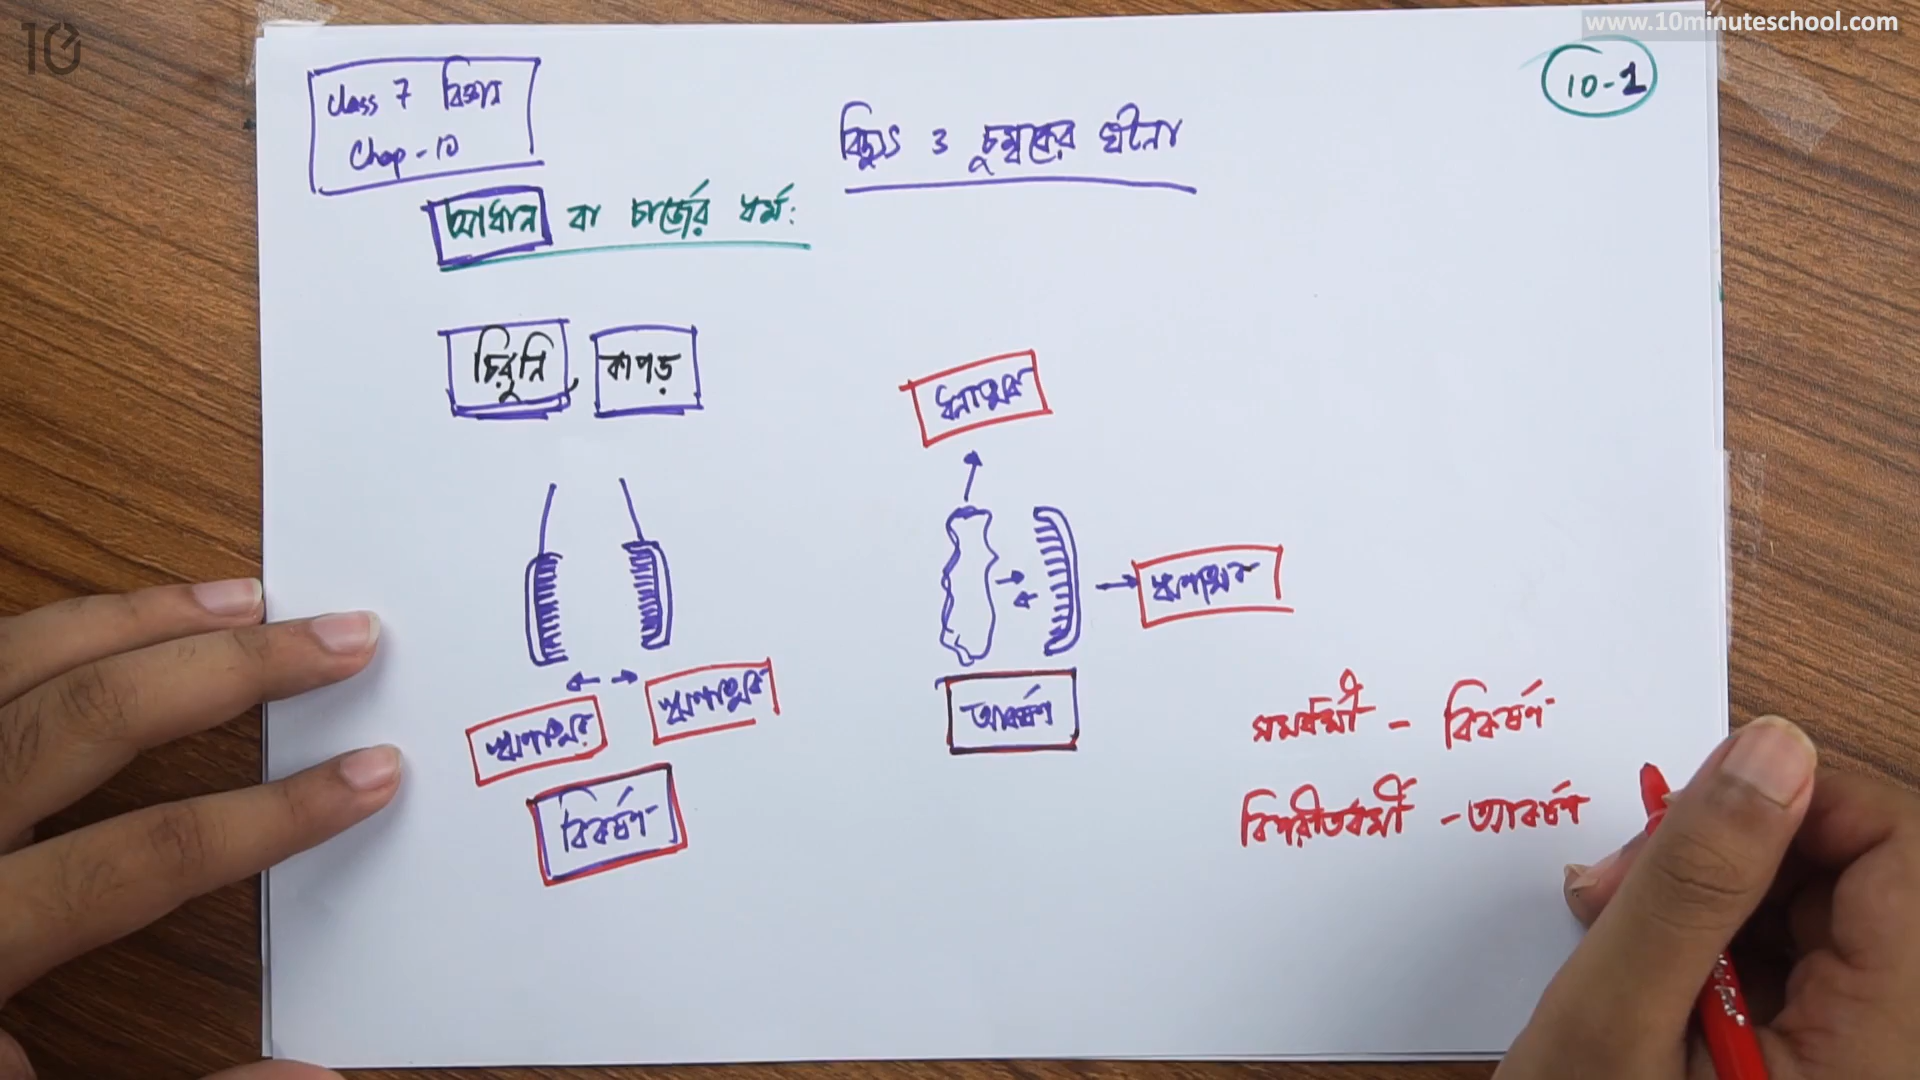 10
www.10minuteschool.com
Class 7 বিজ্ঞান
Chap - 10
10-1
বিদ্যুৎ ও চুম্বকের ঘটনা
আধান বা চার্জের ধর্ম:
চিরুনি, কাপড়
ধনাত্মক
ঋণাত্মক
ঋণাত্মক ঋণাত্মক
আকর্ষণ
বিকর্ষণ
সমধর্মী - বিকর্ষণ
বিপরীতধর্মী - আকর্ষণ